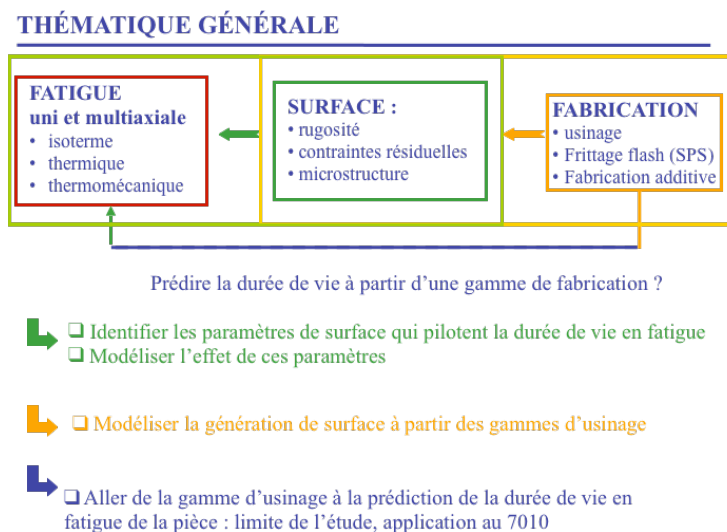 THÉMATIQUE GÉNÉRALE
FATIGUE
uni et multiaxiale
• isoterme
• thermique
• thermomécanique
SURFACE :
• rugosité
• contraintes résiduelles
• microstructure
FABRICATION
• usinage
• Frittage flash (SPS)
• Fabrication additive
Prédire la durée de vie à partir d'une gamme de fabrication ?
❑ Identifier les paramètres de surface qui pilotent la durée de vie en fatigue
❑ Modéliser l'effet de ces paramètres
❑ Modéliser la génération de surface à partir des gammes d'usinage
❑ Aller de la gamme d'usinage à la prédiction de la durée de vie en
fatigue de la pièce : limite de l'étude, application au 7010